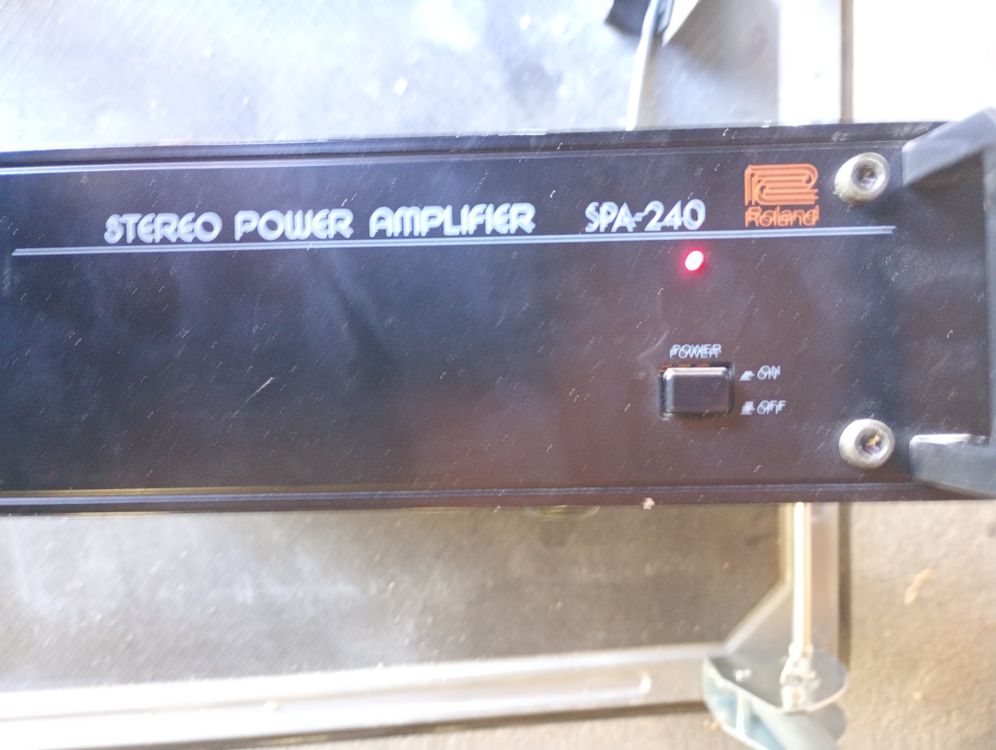 STEREO POWER AMPLIFIER SPA-240 Roland
POWER
ON
OFF